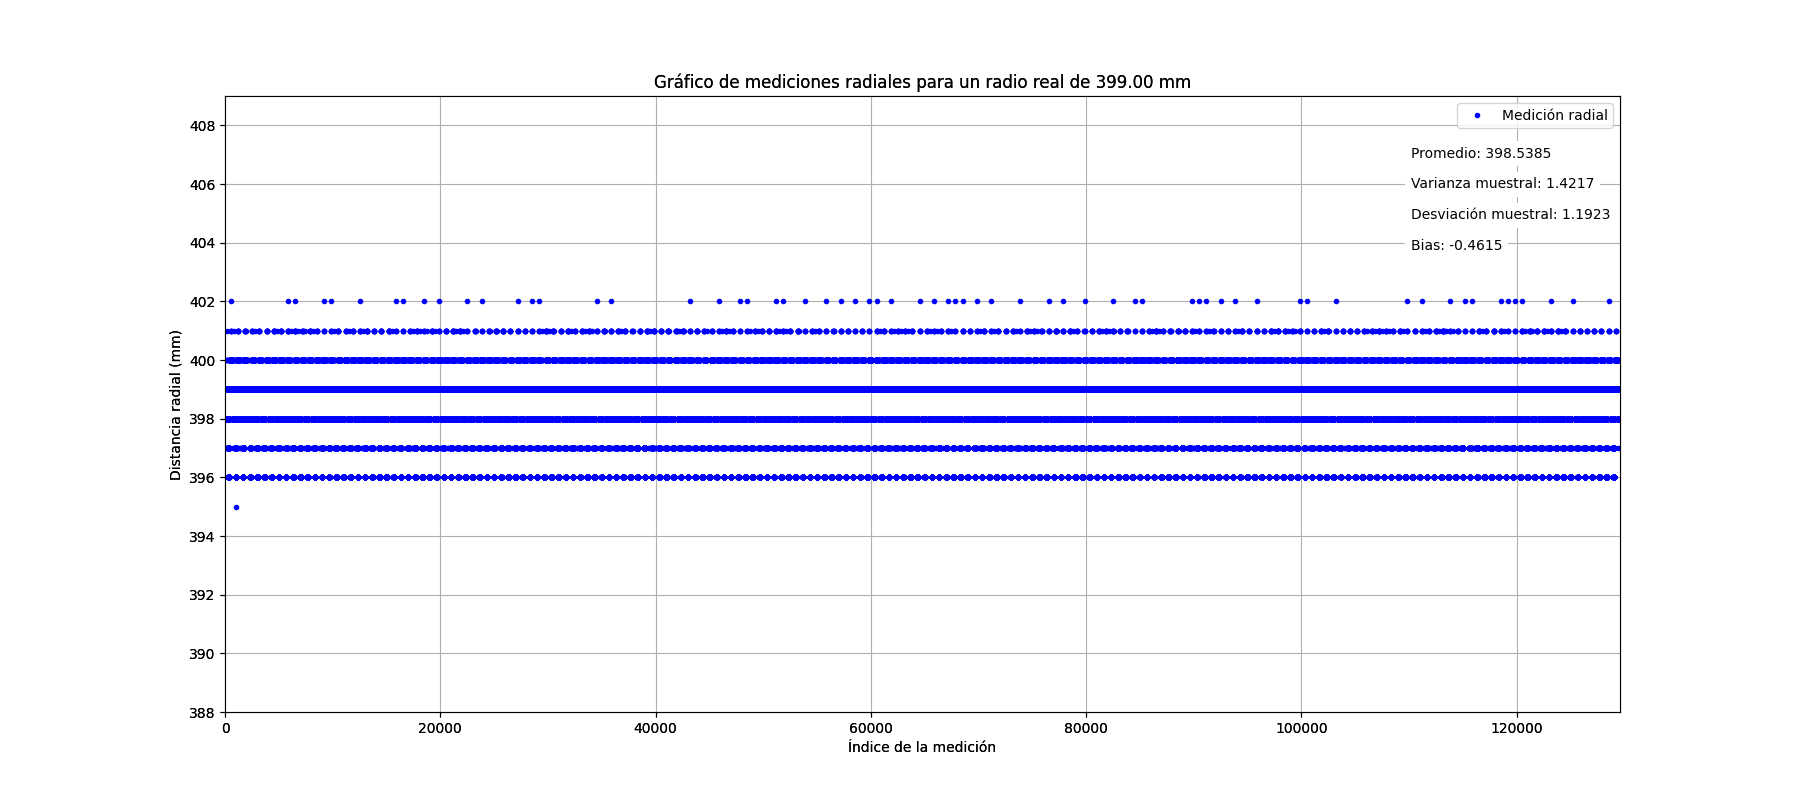 Gráfico de mediciones radiales para un radio real de 399.00 mm
Medición radial
Promedio: 398.5385
Varianza muestral: 1.4217
Desviación muestral: 1.1923
Bias: -0.4615
408
406
404
402
400
398
396
394
392
390
388
Distancia radial (mm)
0 20000 40000 60000 80000 100000 120000
Índice de la medición